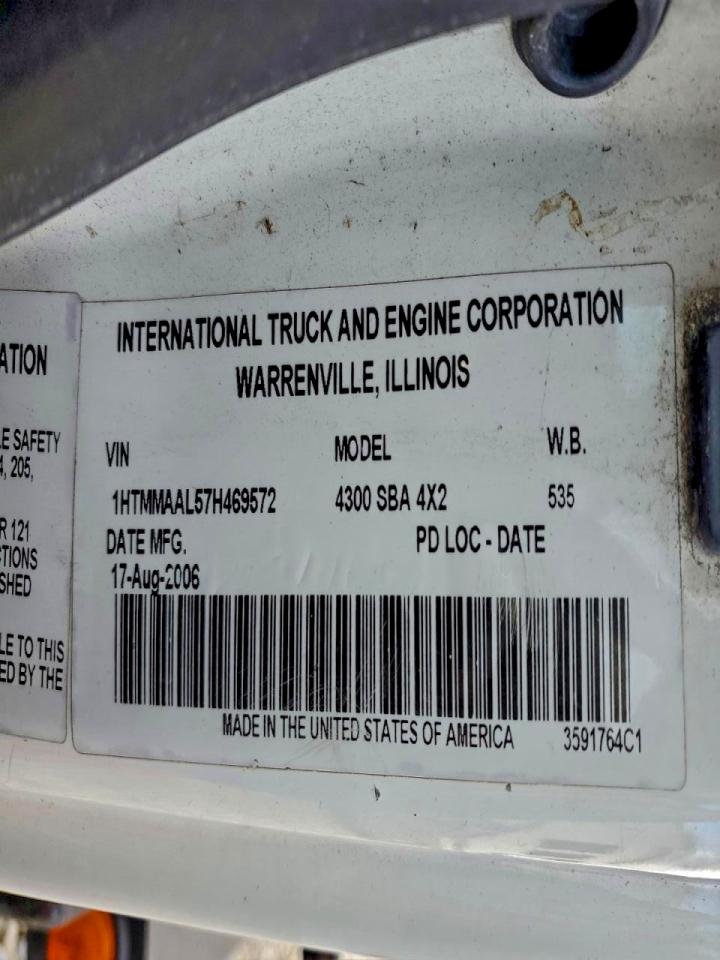 ATION
E SAFETY
4, 205,
R 121
CTIONS
SHED
LE TO THIS
ED BY THE
INTERNATIONAL TRUCK AND ENGINE CORPORATION
WARRENVILLE, ILLINOIS
VIN MODEL W.B.
1HTMMAAL57H469572 4300 SBA 4X2 535
DATE MFG. PD LOC - DATE
17-Aug-2006
MADE IN THE UNITED STATES OF AMERICA 3591764C1